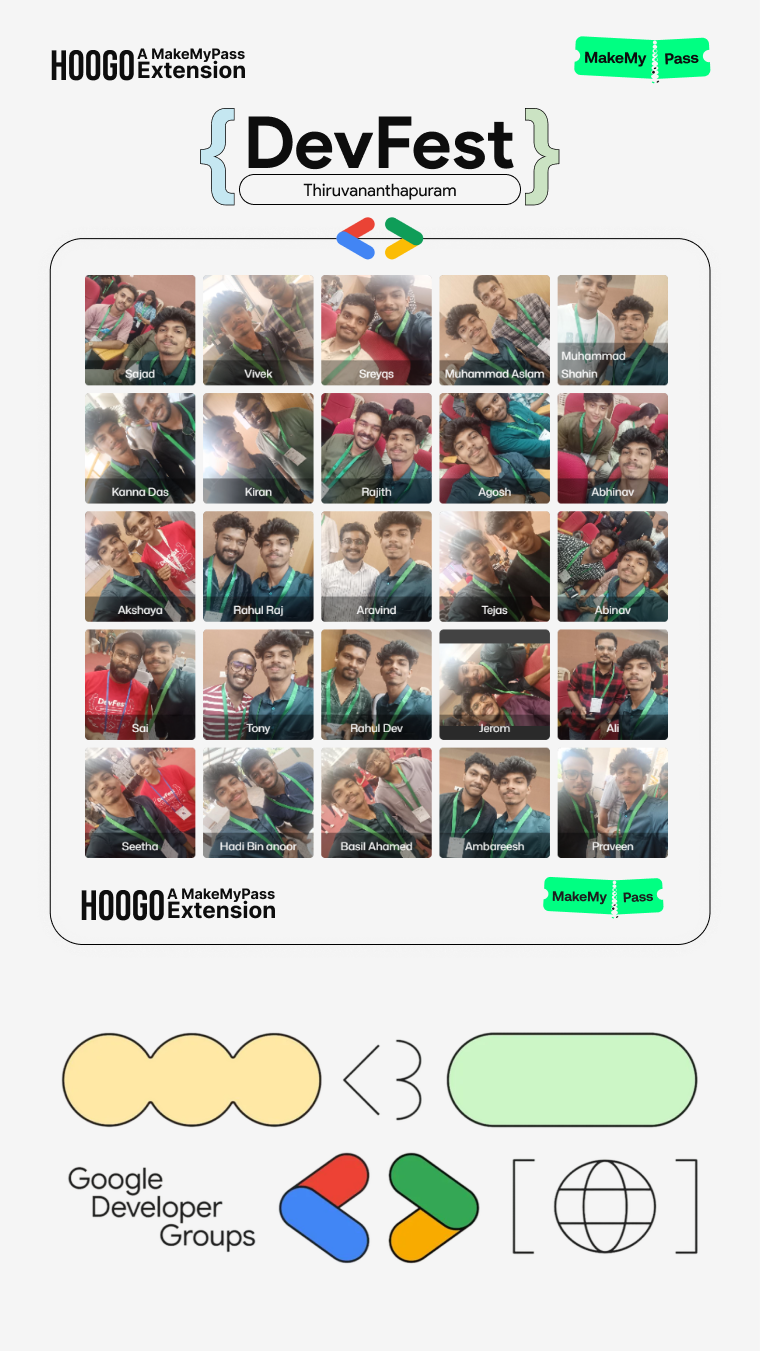 HOOGO A MakeMyPass
Extension
MakeMy Pass
{ DevFest }
Thiruvananthapuram
Sajad
Vivek
Sreyqs
Muhammad Aslam
Muhammad
Shahin
Kanna Das
Kiran
Rajith
Agosh
Abhinav
Akshaya
Rahul Raj
Aravind
Tejas
Abinav
DevFest
Sai
Tony
Rahul Dev
Jerom
Ali
DevFest
Seetha
Hadi Bin anoor
Basil Ahamed
Ambareesh
Praveen
HOOGO A MakeMyPass
Extension
MakeMy Pass
Google
Developer
Groups